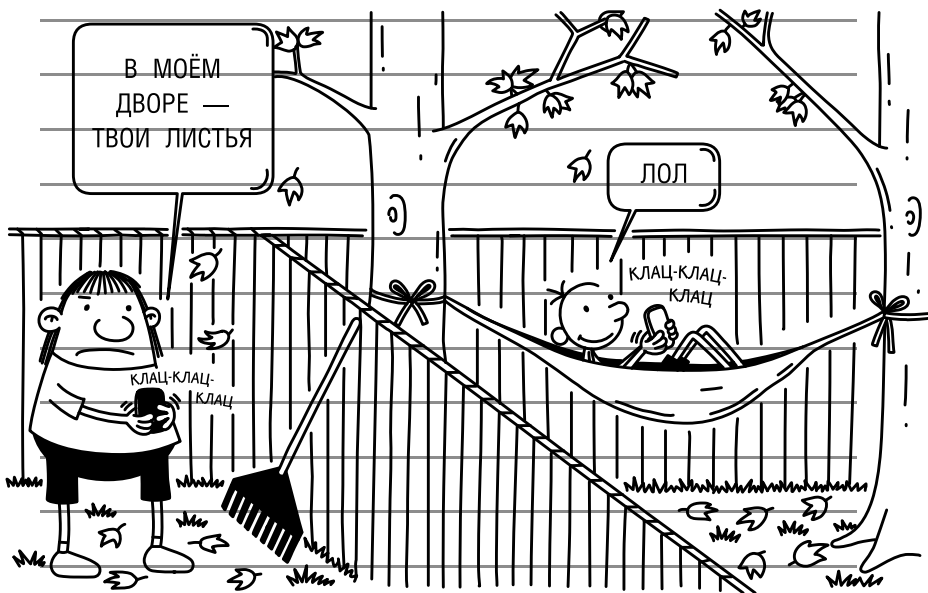 В МОЁМ
ДВОРЕ —
ТВОИ ЛИСТЬЯ
ЛОЛ
КЛАЦ-КЛАЦ-
КЛАЦ
КЛАЦ-КЛАЦ-
КЛАЦ